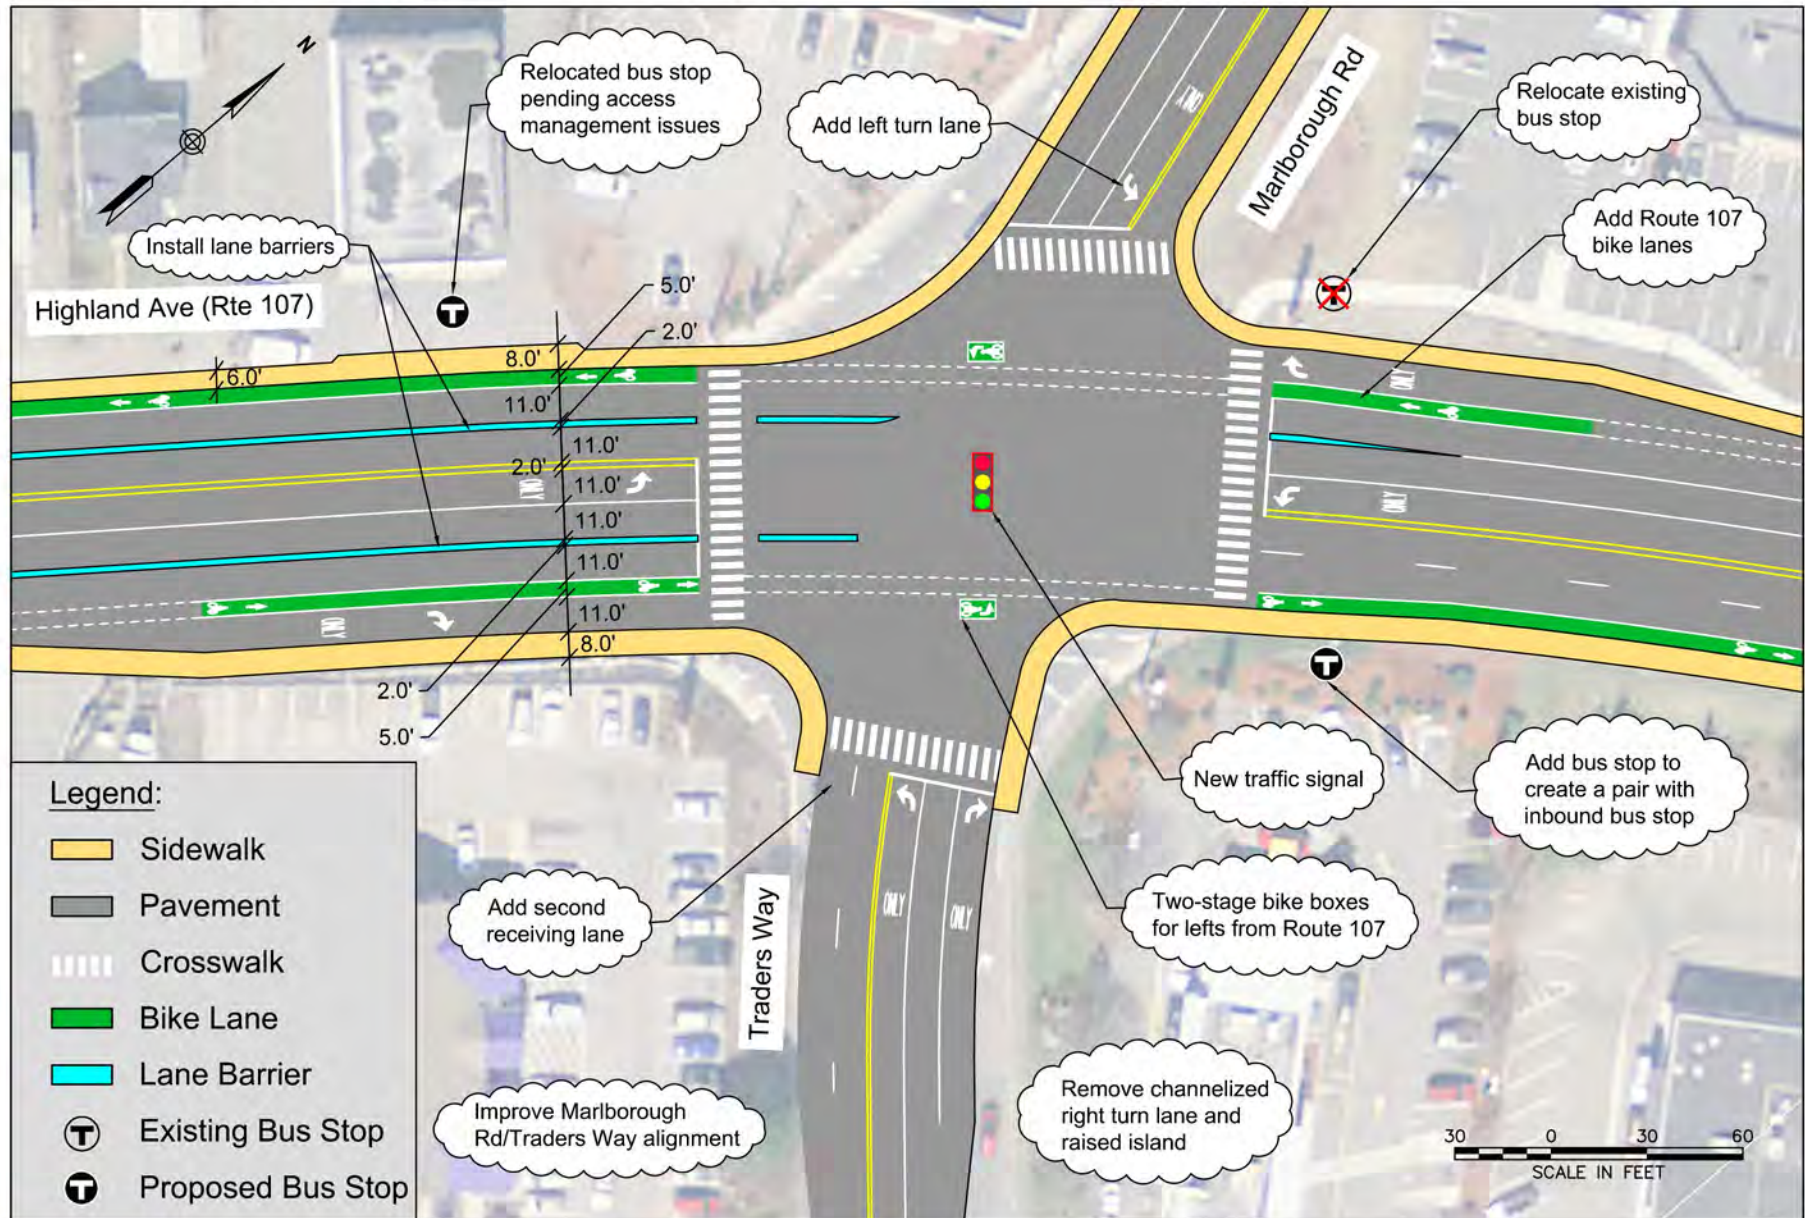 N
Relocated bus stop
pending access
management issues
Add left turn lane
ONLY
Marlborough Rd
Relocate existing
bus stop
Add Route 107
bike lanes
Install lane barriers
Highland Ave (Rte 107)
T
T
5.0'
2.0'
8.0'
6.0'
11.0'
11.0'
2.0'
11.0'
11.0'
11.0'
11.0'
8.0'
2.0'
5.0'
ONLY
ONLY
ONLY
ONLY
T
New traffic signal
Add bus stop to
create a pair with
inbound bus stop
Add second
receiving lane
Traders Way
ONLY
ONLY
Two-stage bike boxes
for lefts from Route 107
Improve Marlborough
Rd/Traders Way alignment
Remove channelized
right turn lane and
raised island
Legend:
Sidewalk
Pavement
Crosswalk
Bike Lane
Lane Barrier
T Existing Bus Stop
T Proposed Bus Stop
30 0 30 60
SCALE IN FEET